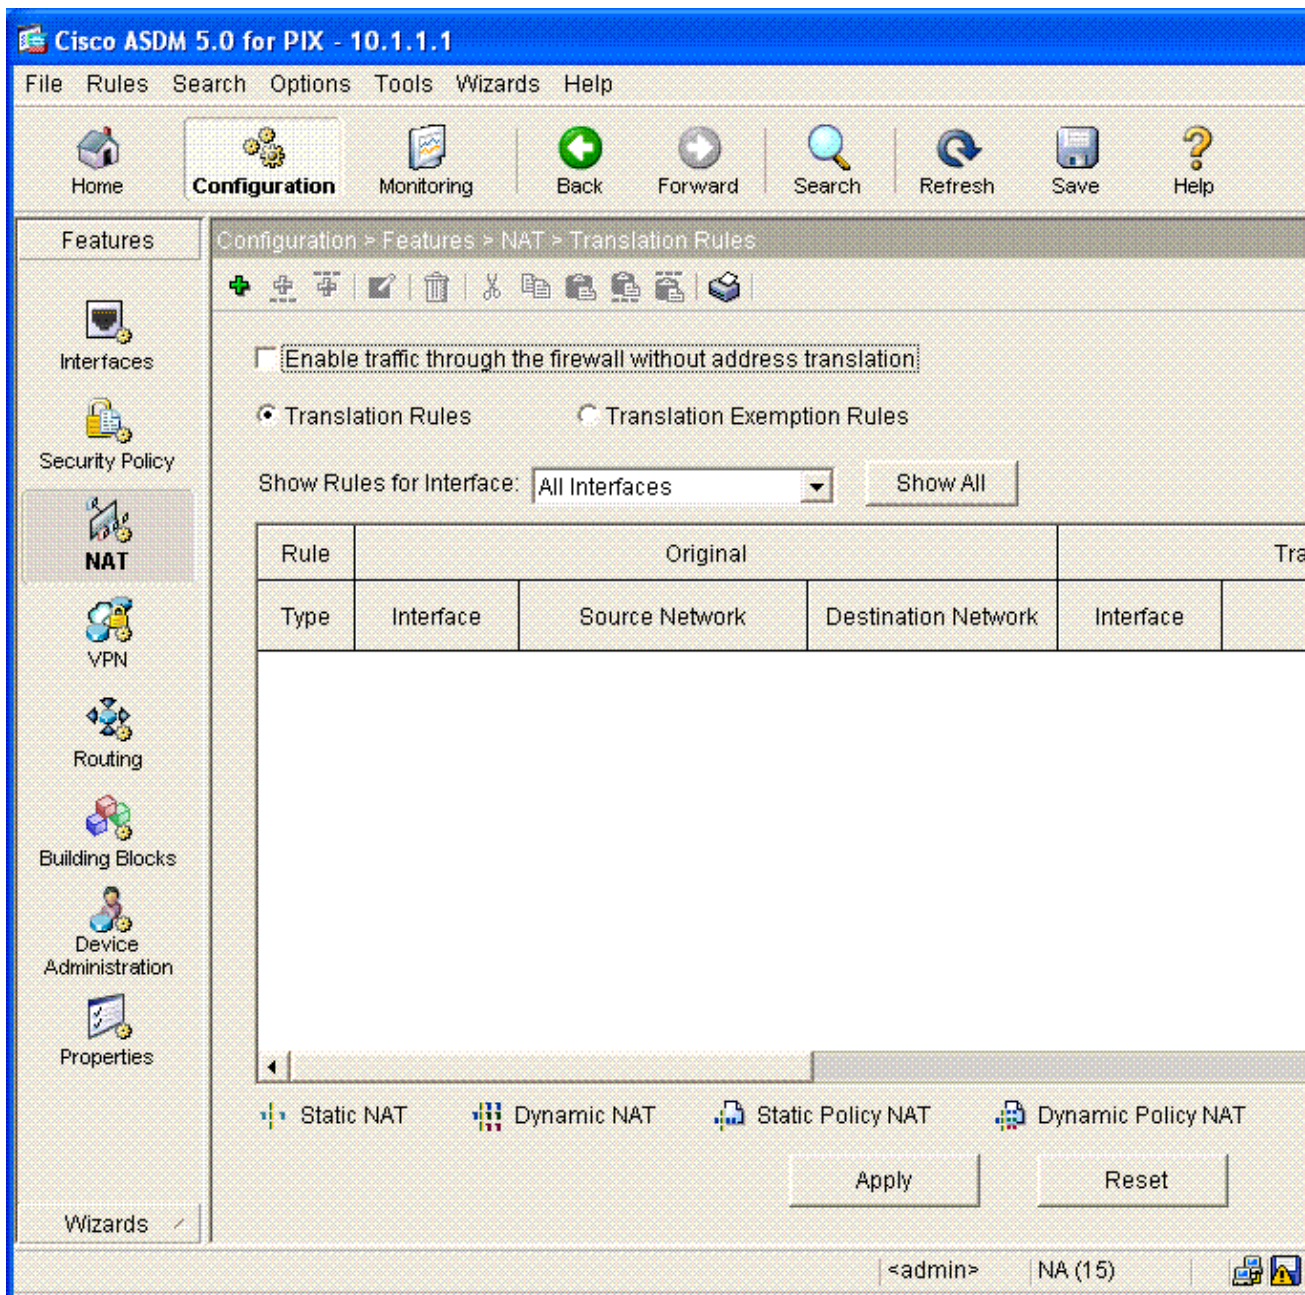 Cisco ASDM 5.0 for PIX - 10.1.1.1
File Rules Search Options Tools Wizards Help
Home Configuration Monitoring Back Forward Search Refresh Save Help
Features
Configuration > Features > NAT > Translation Rules
Interfaces
Security Policy
NAT
VPN
Routing
Building Blocks
Device
Administration
Properties
Wizards
Enable traffic through the firewall without address translation
Translation Rules Translation Exemption Rules
Show Rules for Interface: All Interfaces Show All
Rule Original Tra
Type Interface Source Network Destination Network Interface
Static NAT Dynamic NAT Static Policy NAT Dynamic Policy NAT
Apply Reset
<admin> NA (15)